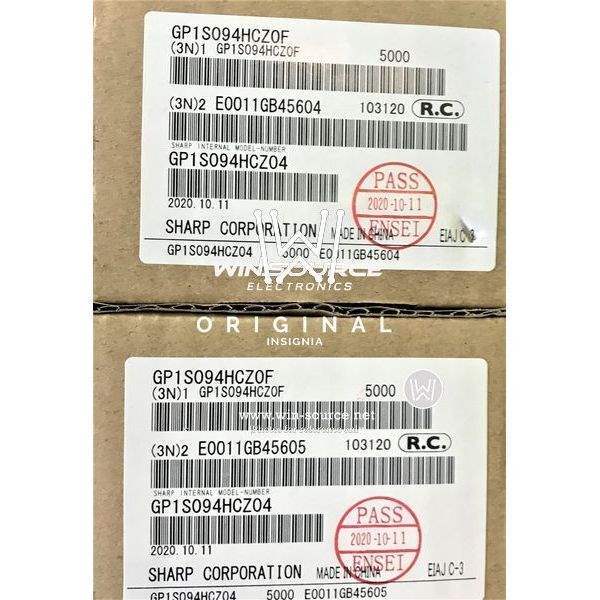 GP1S094HCZ0F
(3N)1 GP1S094HCZ0F 5000
(3N)2 E0011GB45604 103120 R.C.
SHARP INTERNAL MODEL-NUMBER
GP1S094HCZ04
2020.10.11
PASS
2020-10-11
ENSEI
SHARP CORPORATION MADE IN CHINA EIAJ C-3
GP1S094HCZ04 5000 E0011GB45604
WIN SOURCE
ELECTRONICS
ORIGINAL
INSIGNIA
GP1S094HCZ0F
(3N)1 GP1S094HCZ0F 5000
www.win-source.net
(3N)2 E0011GB45605 103120 R.C.
SHARP INTERNAL MODEL-NUMBER
GP1S094HCZ04
2020.10.11
PASS
2020-10-11
ENSEI
SHARP CORPORATION MADE IN CHINA EIAJ C-3
GP1S094HCZ04 5000 E0011GB45605